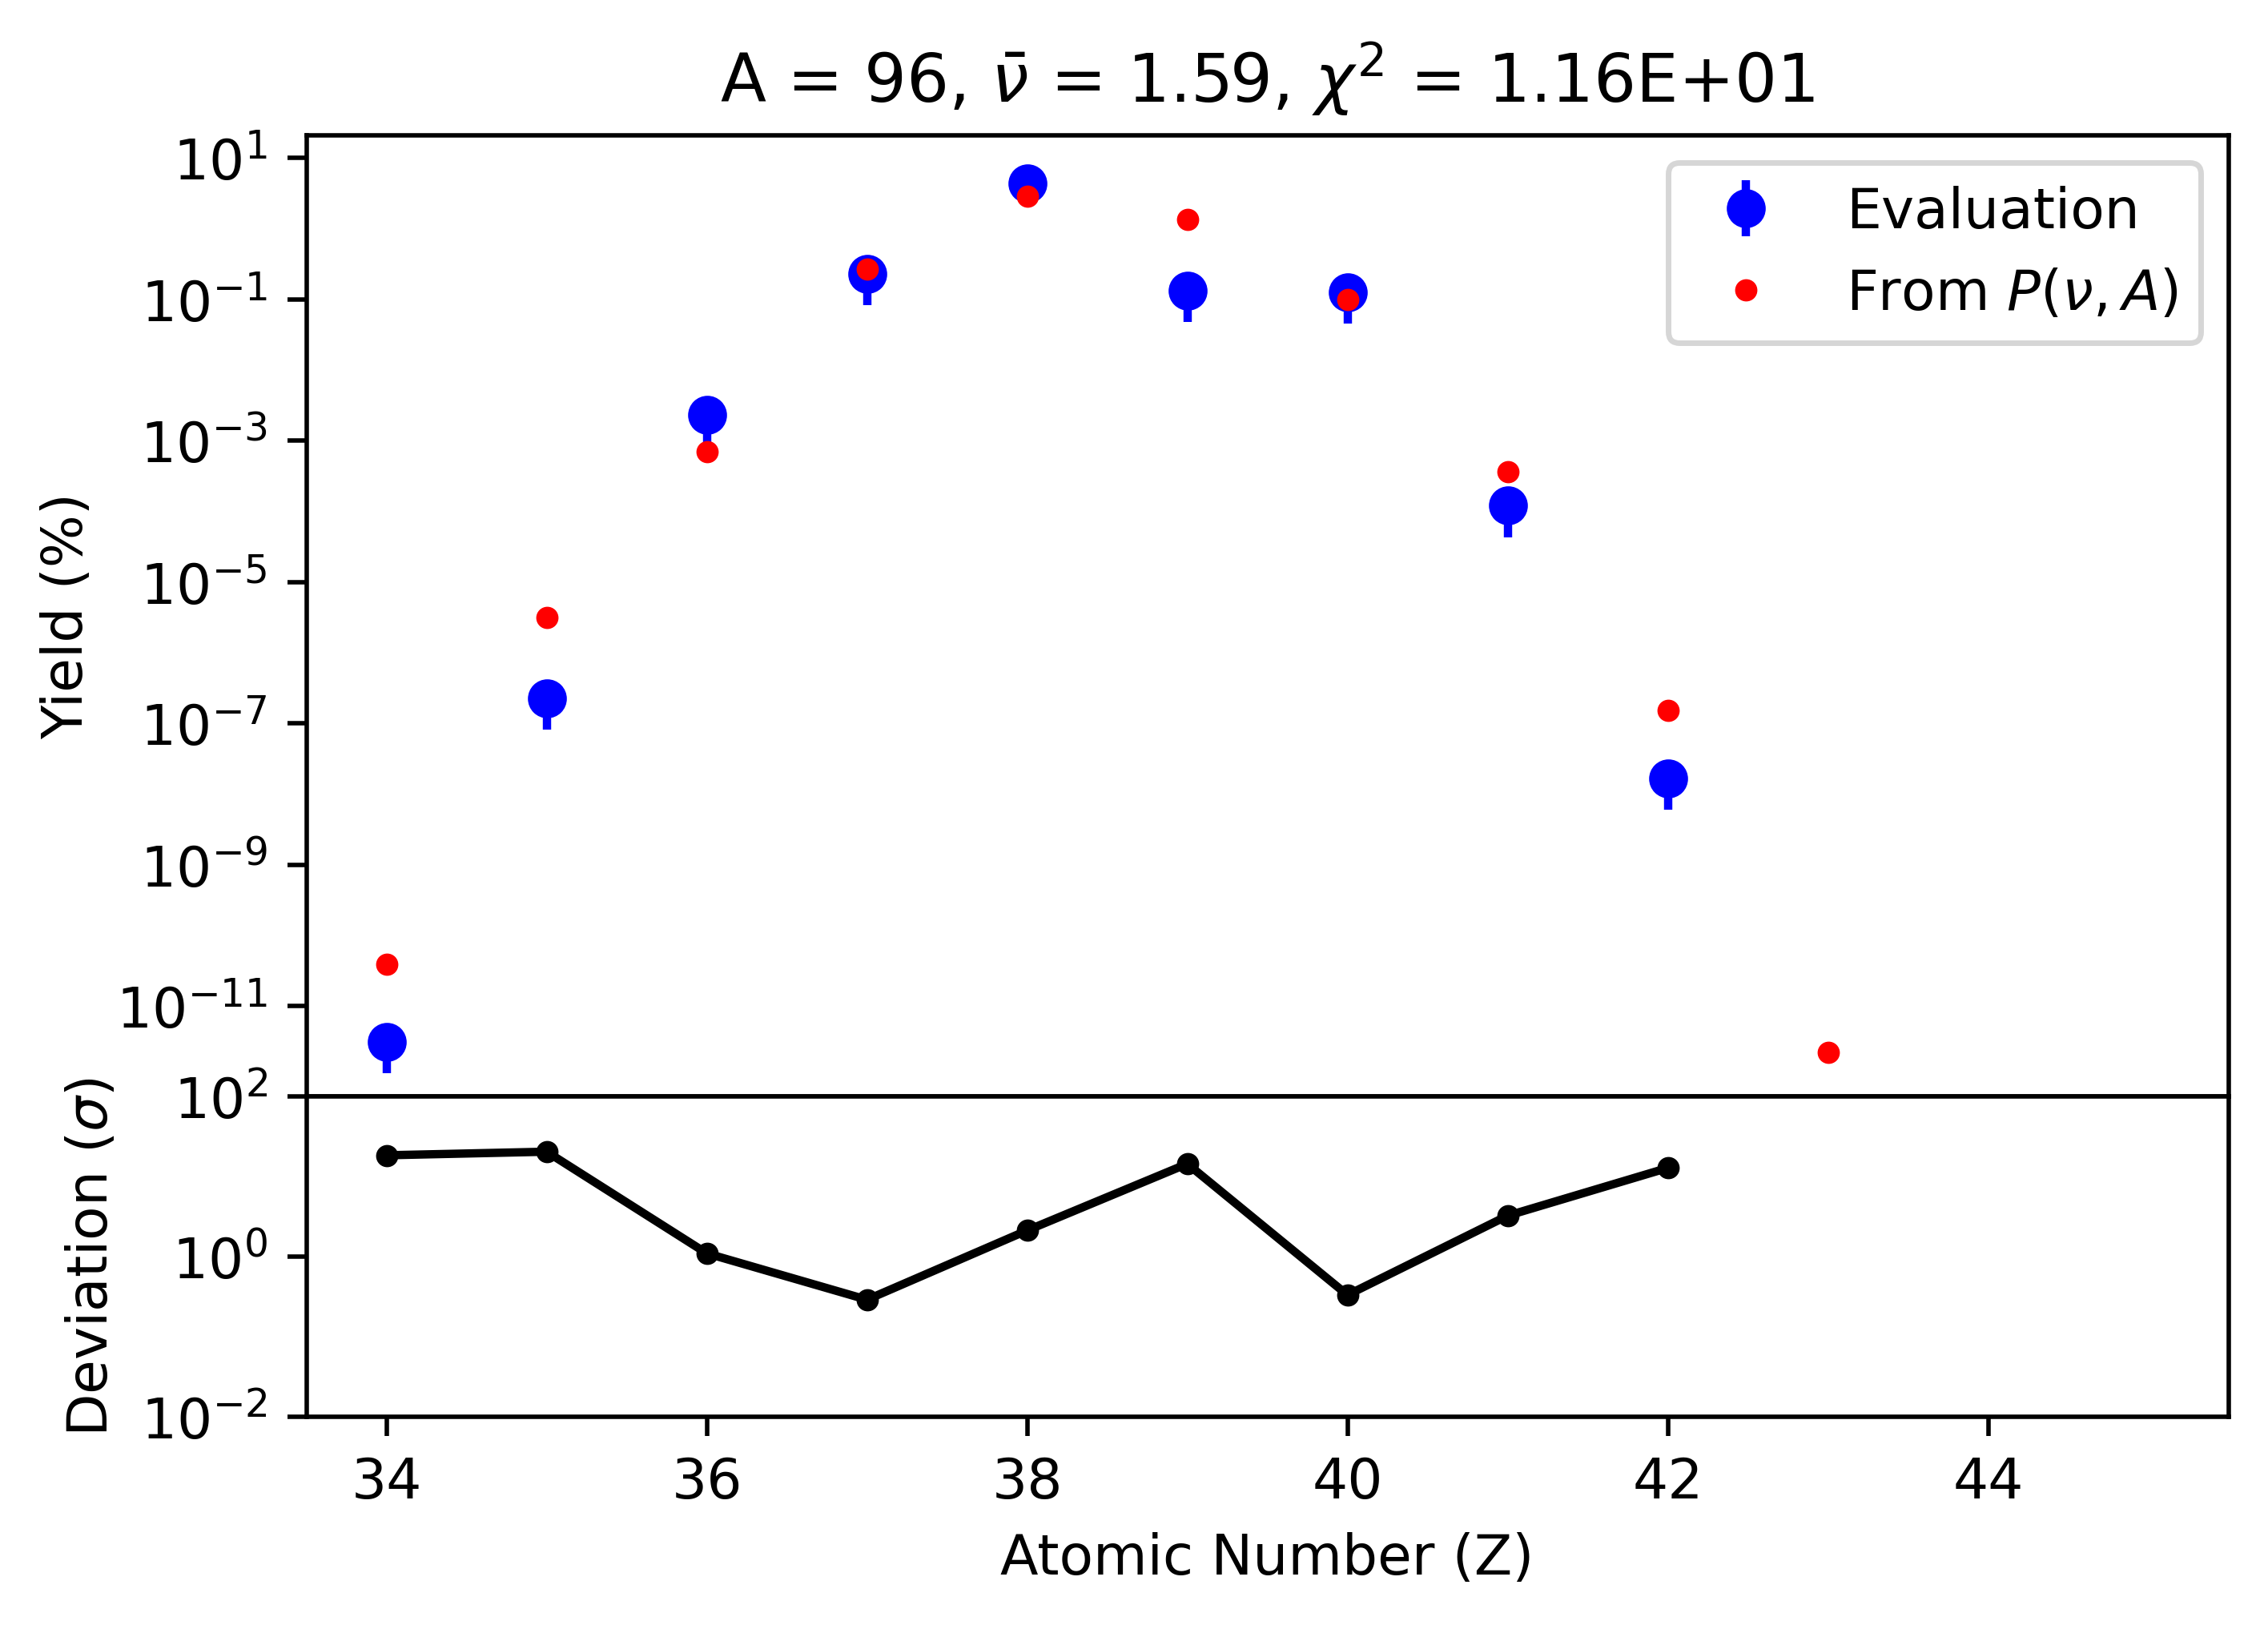 A = 96, ν̄ = 1.59, χ² = 1.16E+01
10¹
10⁻¹
10⁻³
10⁻⁵
10⁻⁷
10⁻⁹
10⁻¹¹
Yield (%)
Evaluation
From P(ν, A)
10²
10⁰
10⁻²
Deviation (σ)
34 36 38 40 42 44
Atomic Number (Z)